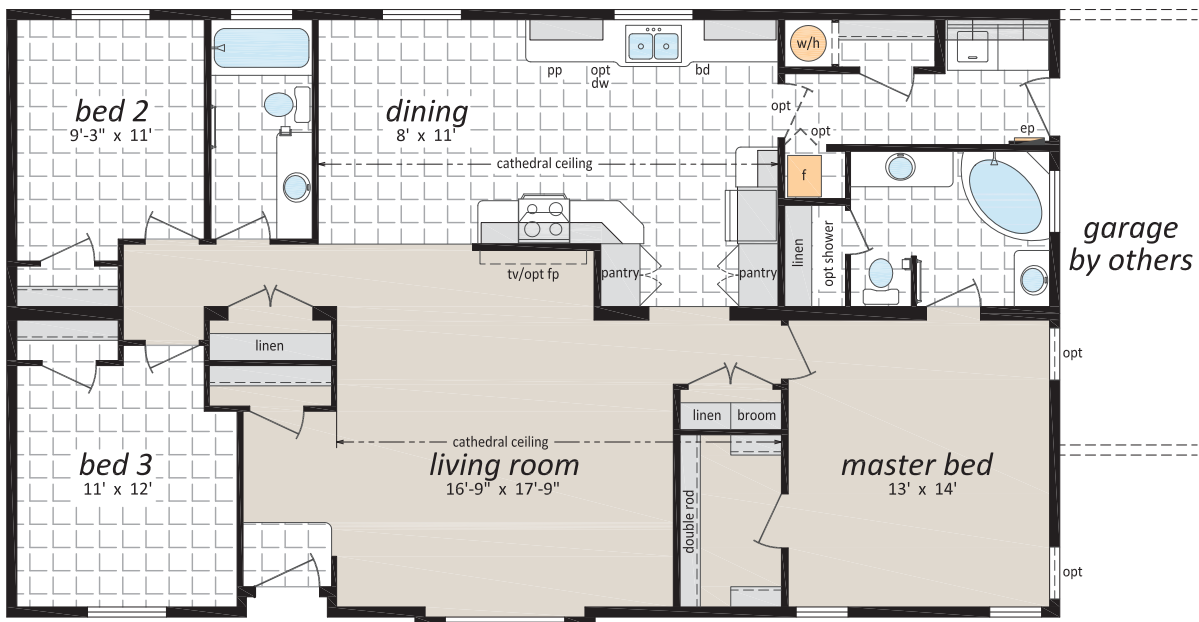 bed 2
9'-3" x 11'
dining
8' x 11'
pp
opt
dw
bd
w/h
opt
opt
ep
f
cathedral ceiling
linen
opt shower
garage
by others
tv/opt fp
pantry
pantry
linen
opt
linen broom
cathedral ceiling
bed 3
11' x 12'
living room
16'-9" x 17'-9"
double rod
master bed
13' x 14'
opt